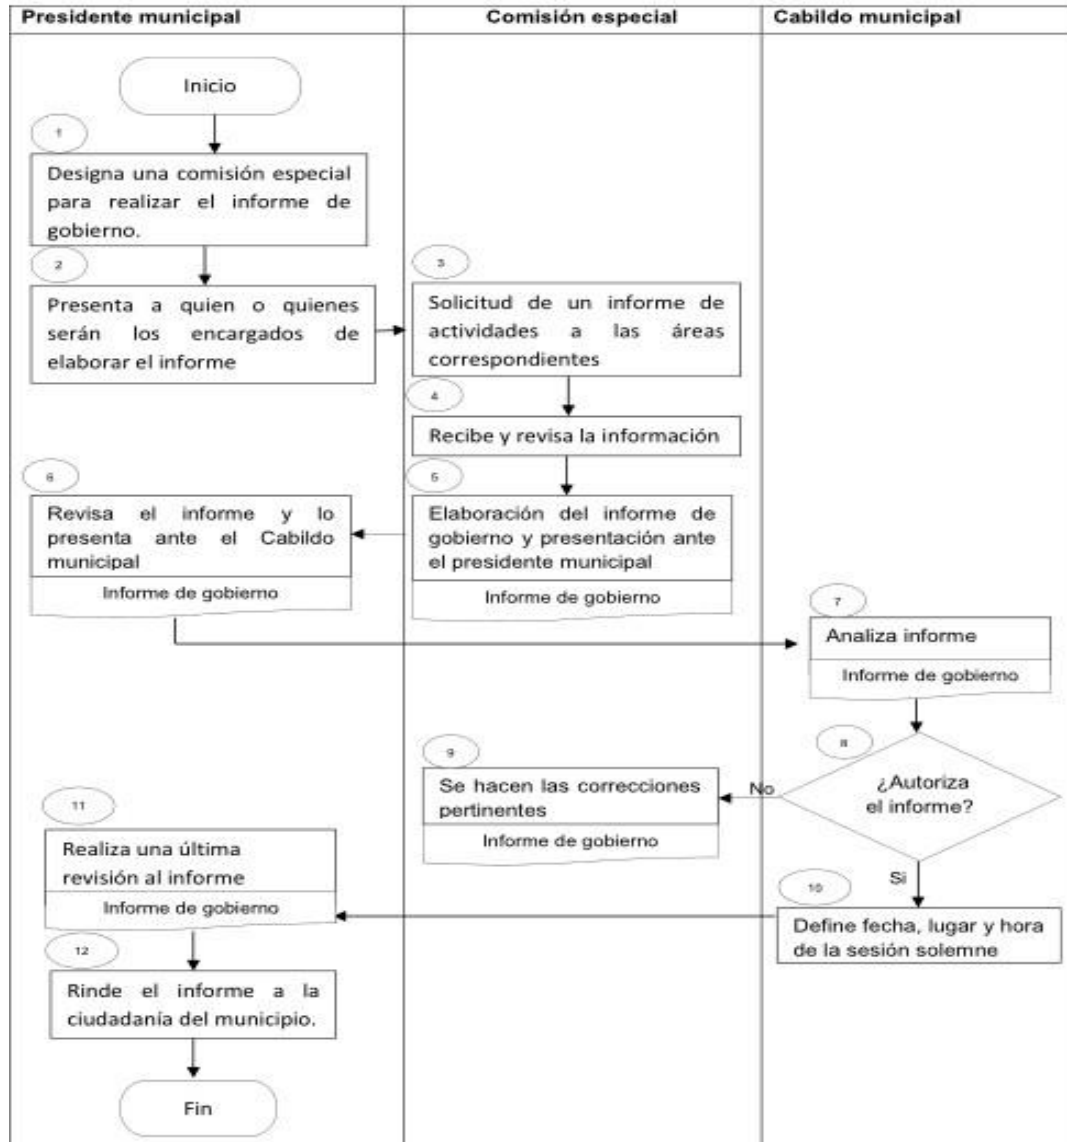 Presidente municipal
Comisión especial
Cabildo municipal
Inicio
1
Designa una comisión especial
para realizar el informe de
gobierno.
2
Presenta a quien o quienes
serán los encargados de
elaborar el informe
3
Solicitud de un informe de
actividades a las áreas
correspondientes
4
Recibe y revisa la información
5
Elaboración del informe de
gobierno y presentación ante
el presidente municipal
Informe de gobierno
6
Revisa el informe y lo
presenta ante el Cabildo
municipal
Informe de gobierno
7
Analiza informe
Informe de gobierno
8
¿Autoriza
el informe?
No
Si
9
Se hacen las correcciones
pertinentes
Informe de gobierno
10
Define fecha, lugar y hora
de la sesión solemne
11
Realiza una última
revisión al informe
Informe de gobierno
12
Rinde el informe a la
ciudadanía del municipio.
Fin